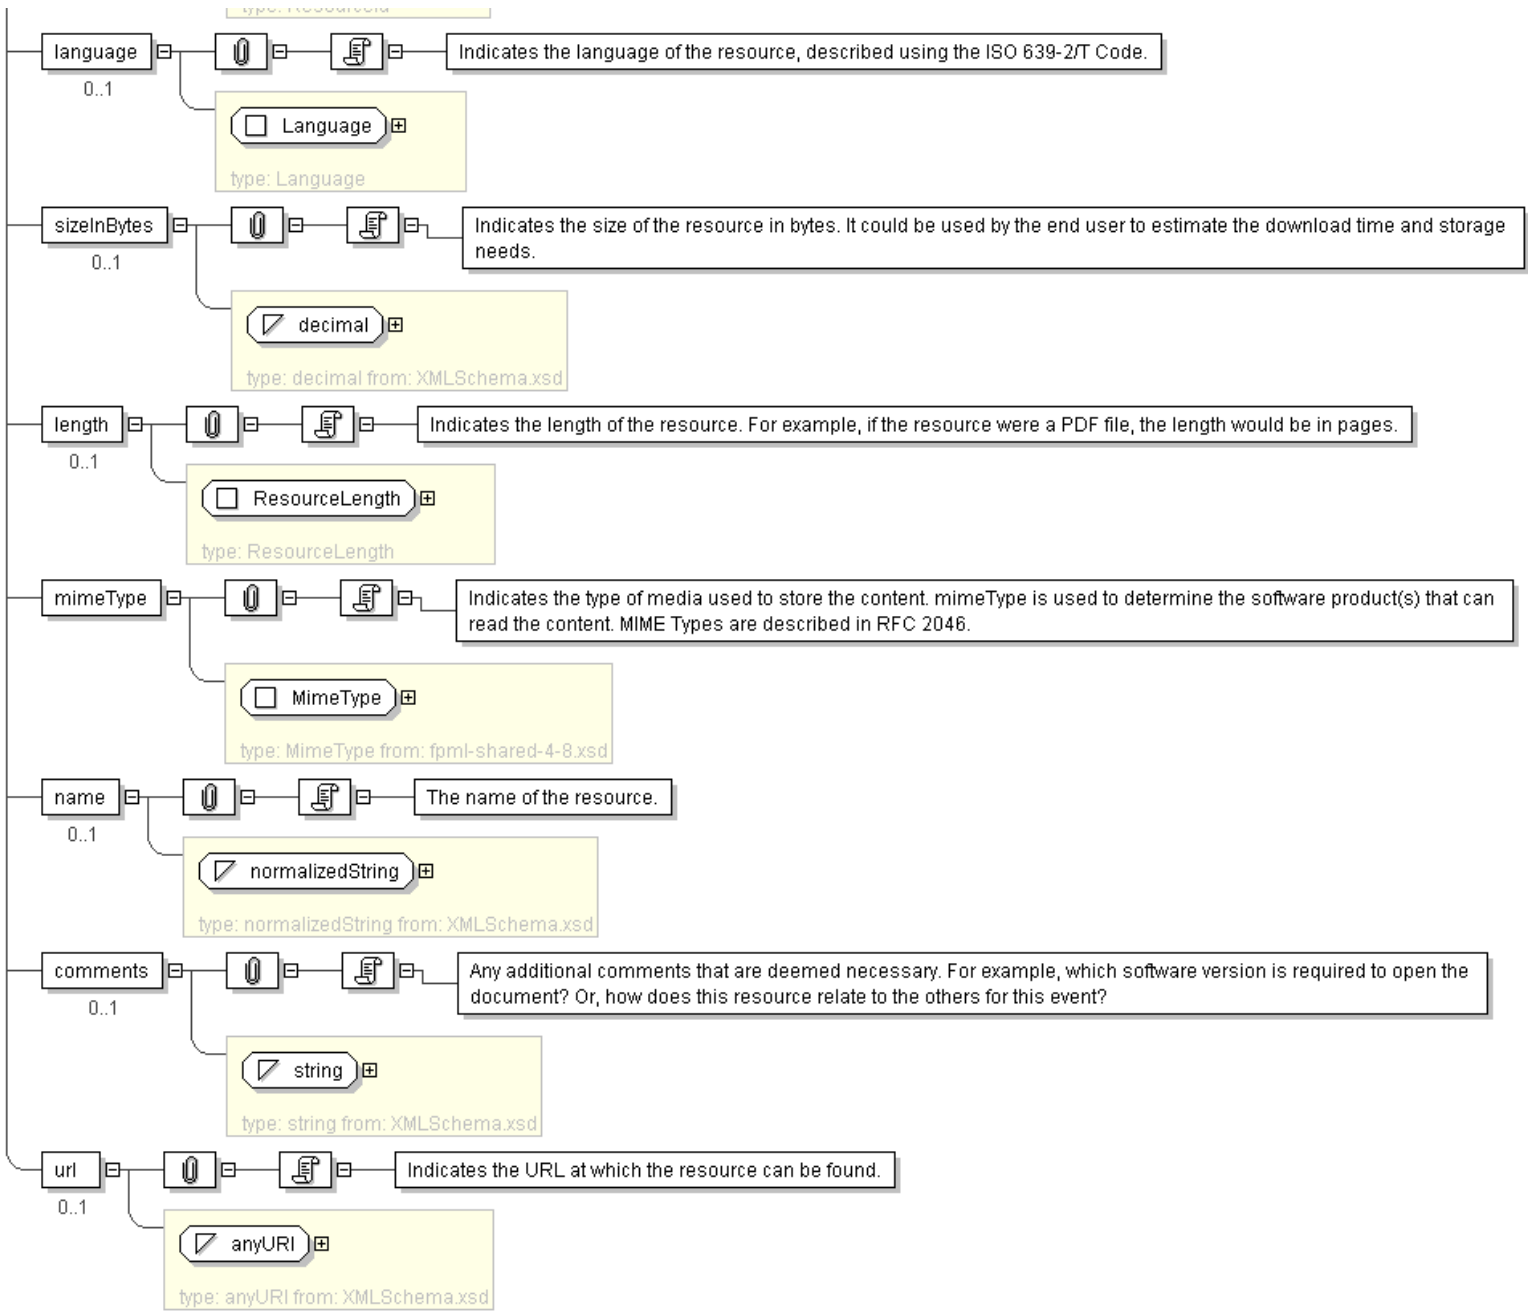 type: ResourceId
language
Indicates the language of the resource, described using the ISO 639-2/T Code.
0..1
Language
type: Language
sizeInBytes
Indicates the size of the resource in bytes. It could be used by the end user to estimate the download time and storage
needs.
0..1
decimal
type: decimal from: XMLSchema.xsd
length
Indicates the length of the resource. For example, if the resource were a PDF file, the length would be in pages.
0..1
ResourceLength
type: ResourceLength
mimeType
Indicates the type of media used to store the content. mimeType is used to determine the software product(s) that can
read the content. MIME Types are described in RFC 2046.
MimeType
type: MimeType from: fpml-shared-4-8.xsd
name
The name of the resource.
0..1
normalizedString
type: normalizedString from: XMLSchema.xsd
comments
Any additional comments that are deemed necessary. For example, which software version is required to open the
document? Or, how does this resource relate to the others for this event?
0..1
string
type: string from: XMLSchema.xsd
url
Indicates the URL at which the resource can be found.
0..1
anyURI
type: anyURI from: XMLSchema.xsd